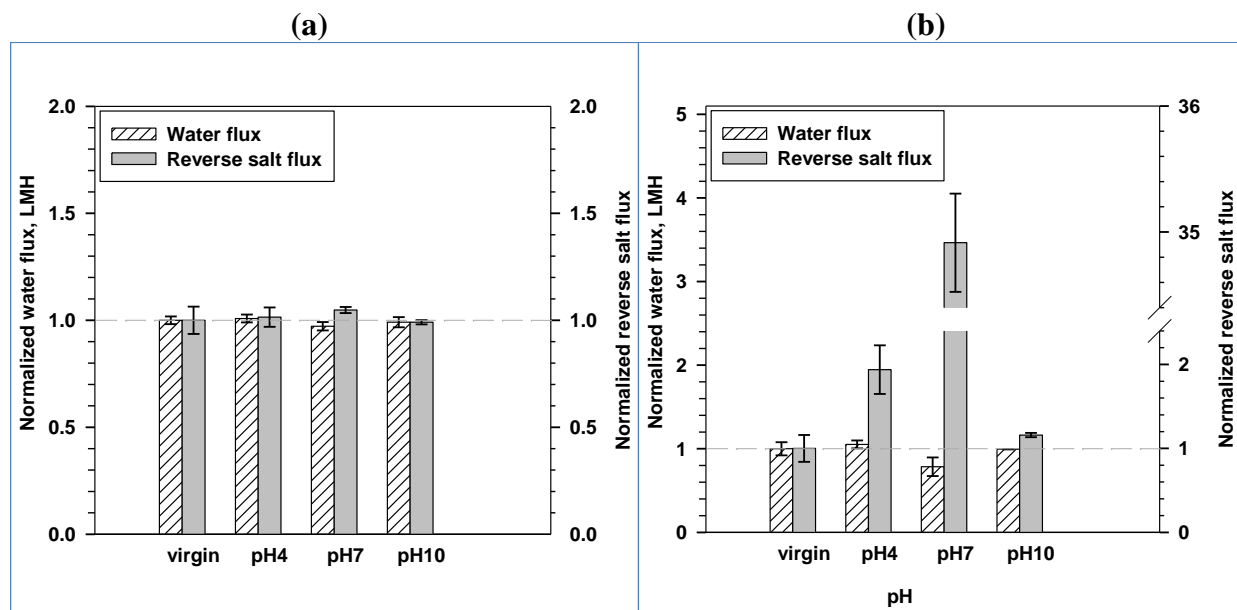 (a)
Normalized water flux, LMH
2.0
1.5
1.0
0.5
0.0
Water flux
Reverse salt flux
2.0
1.5
1.0
0.5
0.0
Normalized reverse salt flux
virgin pH4 pH7 pH10
(b)
Normalized water flux, LMH
5
4
3
2
1
0
Water flux
Reverse salt flux
36
35
2
1
0
Normalized reverse salt flux
virgin pH4 pH7 pH10
pH